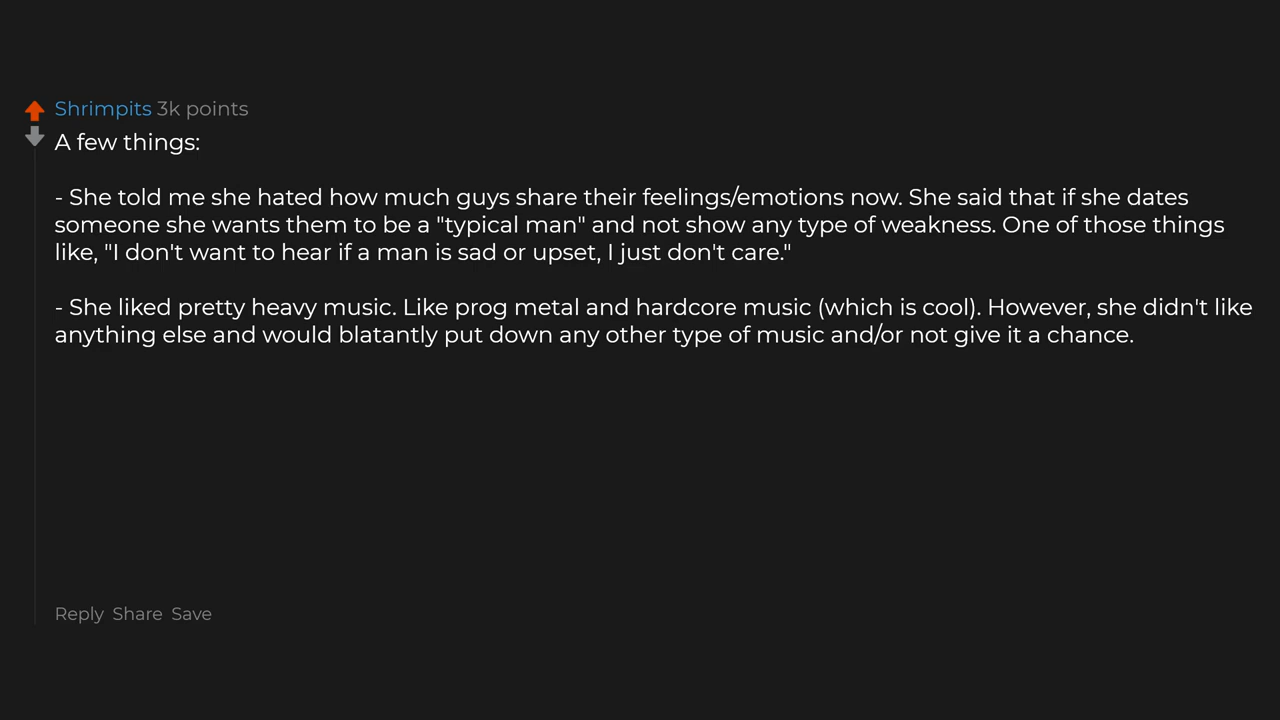 Shrimpits 3k points
A few things:
- She told me she hated how much guys share their feelings/emotions now. She said that if she dates
someone she wants them to be a "typical man" and not show any type of weakness. One of those things
like, "I don't want to hear if a man is sad or upset, I just don't care."
- She liked pretty heavy music. Like prog metal and hardcore music (which is cool). However, she didn't like
anything else and would blatantly put down any other type of music and/or not give it a chance.
Reply Share Save